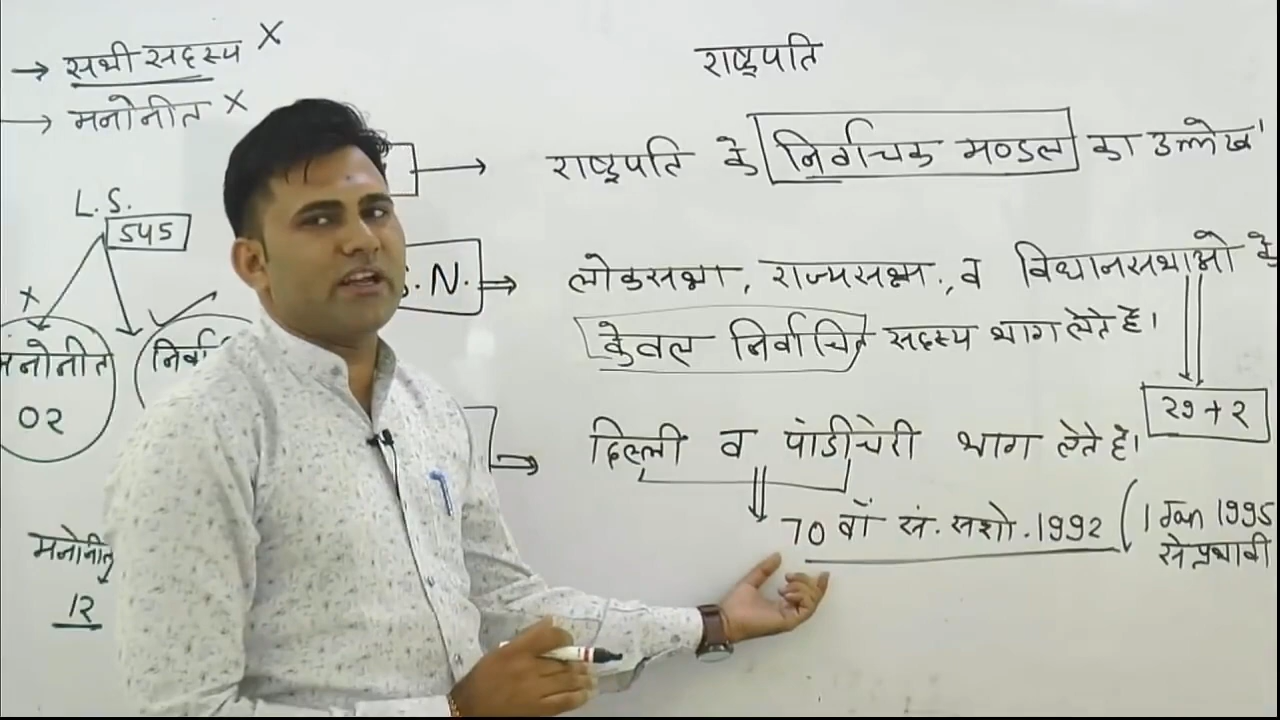 → सभी सदस्य X
→ मनोनीत X
L.S.
545
X
मनोनीत
02
निर्वा
मनोनीत
12
राष्ट्रपति
→ राष्ट्रपति के निर्वाचक मण्डल का उल्लेख।
. N. ⇒ लोकसभा, राज्यसभा, व विधानसभाओ के
केवल निर्वाचित सदस्य भाग लेते है।
29+2
दिल्ली व पांडीचेरी भाग लेते है।
70 वाँ सं. सशो. 1992 (1 Jan 1995
से प्रभावी